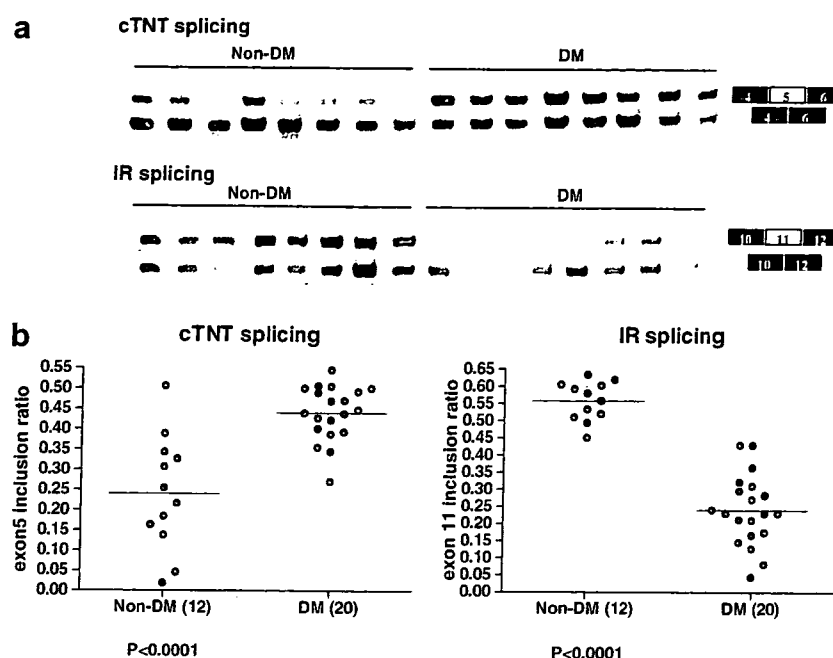 a
cTNT splicing
Non-DM DM
4 5 6
4 6
IR splicing
Non-DM DM
10 11 12
10 12
b
cTNT splicing
exon5 inclusion ratio
0.55
0.50
0.45
0.40
0.35
0.30
0.25
0.20
0.15
0.10
0.05
0.00
Non-DM (12) DM (20)
P<0.0001
IR splicing
exon 11 inclusion ratio
0.65
0.60
0.55
0.50
0.45
0.40
0.35
0.30
0.25
0.20
0.15
0.10
0.05
0.00
Non-DM (12) DM (20)
P<0.0001